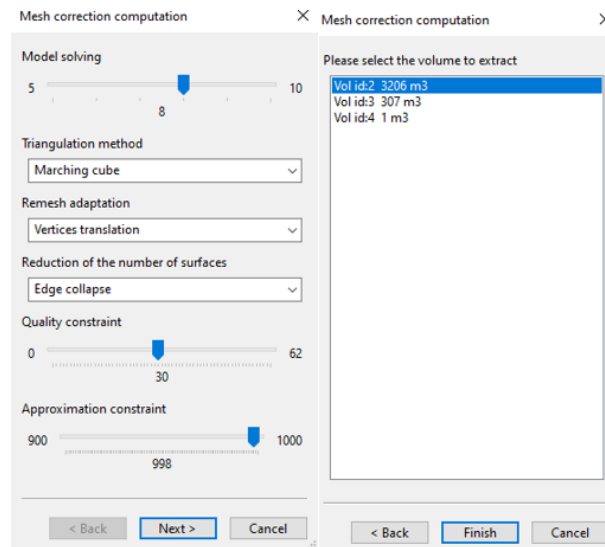 Mesh correction computation
Model solving
5 10
8
Triangulation method
Marching cube
Remesh adaptation
Vertices translation
Reduction of the number of surfaces
Edge collapse
Quality constraint
0 62
30
Approximation constraint
900 1000
998
< Back Next > Cancel
Mesh correction computation
Please select the volume to extract
Vol id:2 3206 m3
Vol id:3 307 m3
Vol id:4 1 m3
< Back Finish Cancel